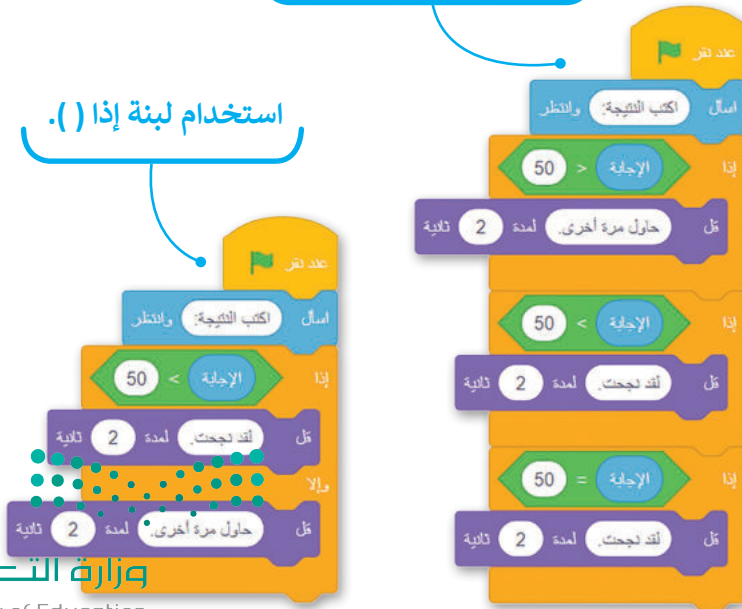 عند نقر
اسأل اكتب النتيجة: وانتظر
إذا الإجابة < 50
قل حاول مرة أخرى. لمدة 2 ثانية
إذا الإجابة > 50
قل لقد نجحت. لمدة 2 ثانية
إذا الإجابة = 50
قل لقد نجحت. لمدة 2 ثانية
استخدام لبنة إذا ( ).
عند نقر
اسأل اكتب النتيجة: وانتظر
إذا الإجابة > 50
قل لقد نجحت. لمدة 2 ثانية
وإلا
قل حاول مرة أخرى. لمدة 2 ثانية
وزارة
of Education